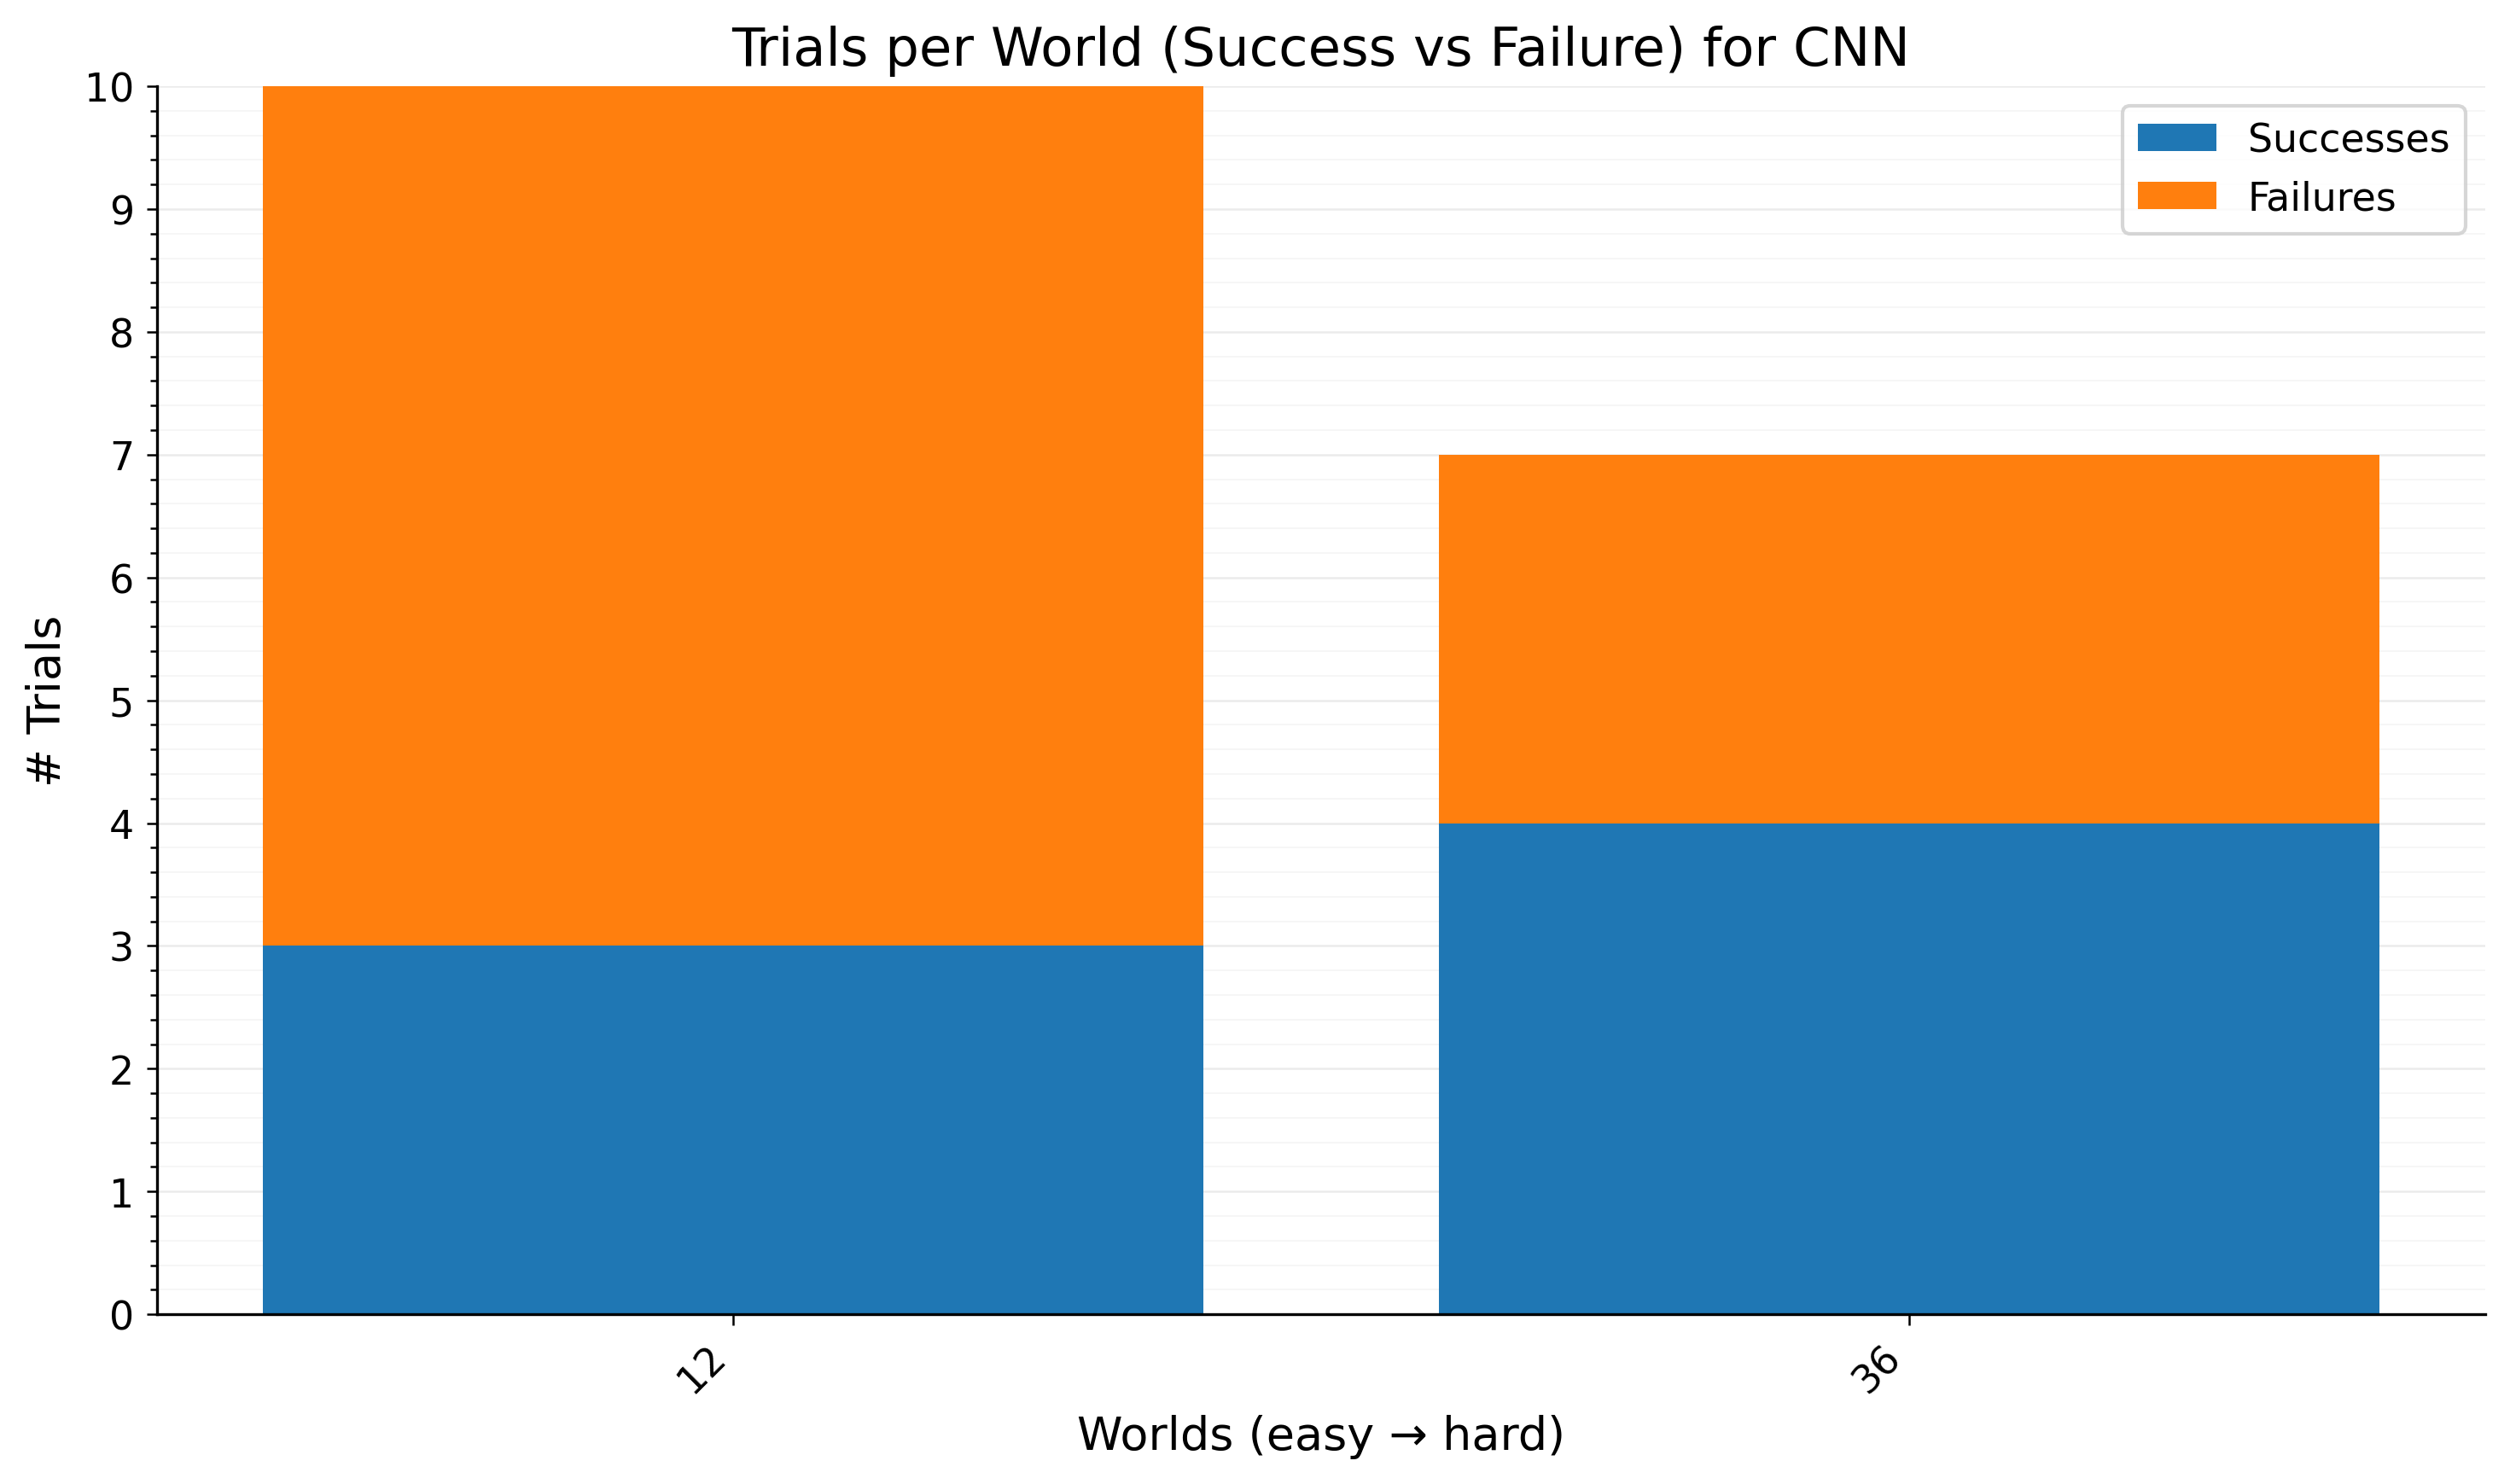 Trials per World (Success vs Failure) for CNN
Successes
Failures
# Trials
10
9
8
7
6
5
4
3
2
1
0
12
36
Worlds (easy → hard)